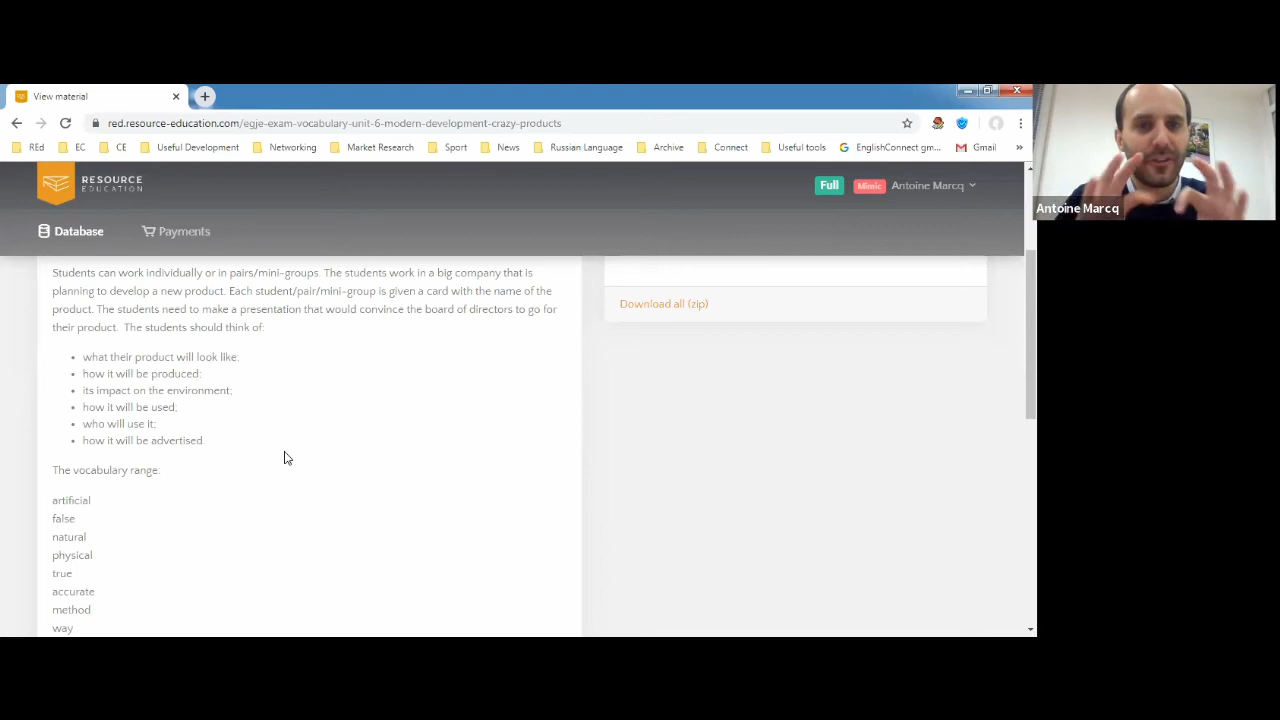 View material
red.resource-education.com/egje-exam-vocabulary-unit-6-modern-development-crazy-products
REd EC CE Useful Development Networking Market Research Sport News Russian Language Archive Connect Useful tools EnglishConnect gm... Gmail »
RESOURCE
EDUCATION
Full Mimic Antoine Marcq
Database Payments
Students can work individually or in pairs/mini-groups. The students work in a big company that is
planning to develop a new product. Each student/pair/mini-group is given a card with the name of the
product. The students need to make a presentation that would convince the board of directors to go for
their product. The students should think of:
• what their product will look like:
• how it will be produced;
• its impact on the environment;
• how it will be used;
• who will use it;
• how it will be advertised.
The vocabulary range:
artificial
false
natural
physical
true
accurate
method
way
Download all (zip)
Antoine Marcq